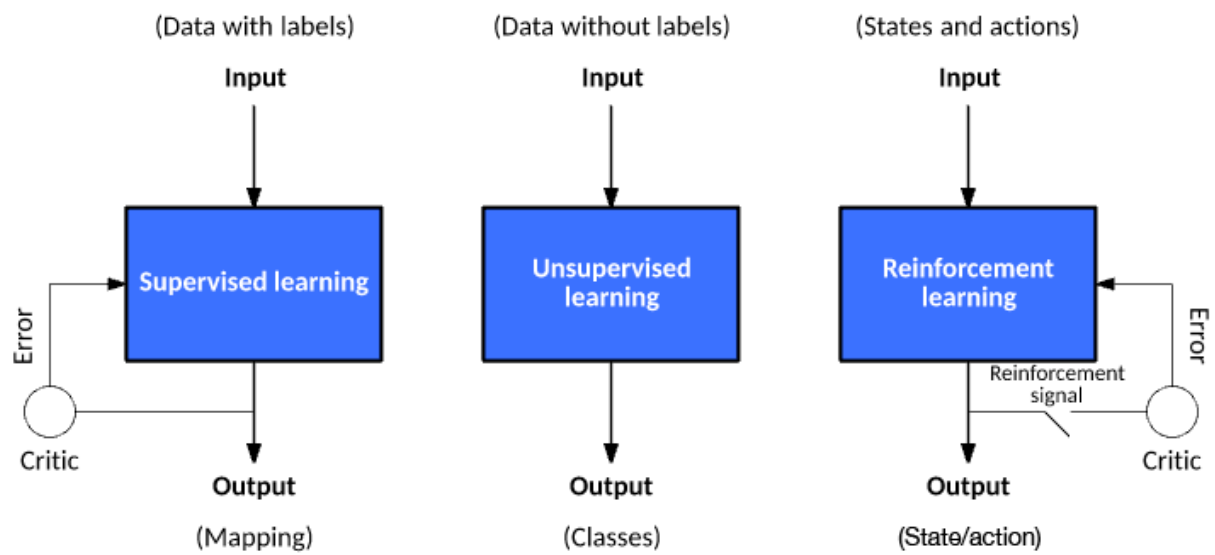 (Data with labels)
Input
Supervised learning
Error
Critic
Output
(Mapping)
(Data without labels)
Input
Unsupervised
learning
Output
(Classes)
(States and actions)
Input
Reinforcement
learning
Error
Reinforcement
signal
Critic
Output
(State/action)